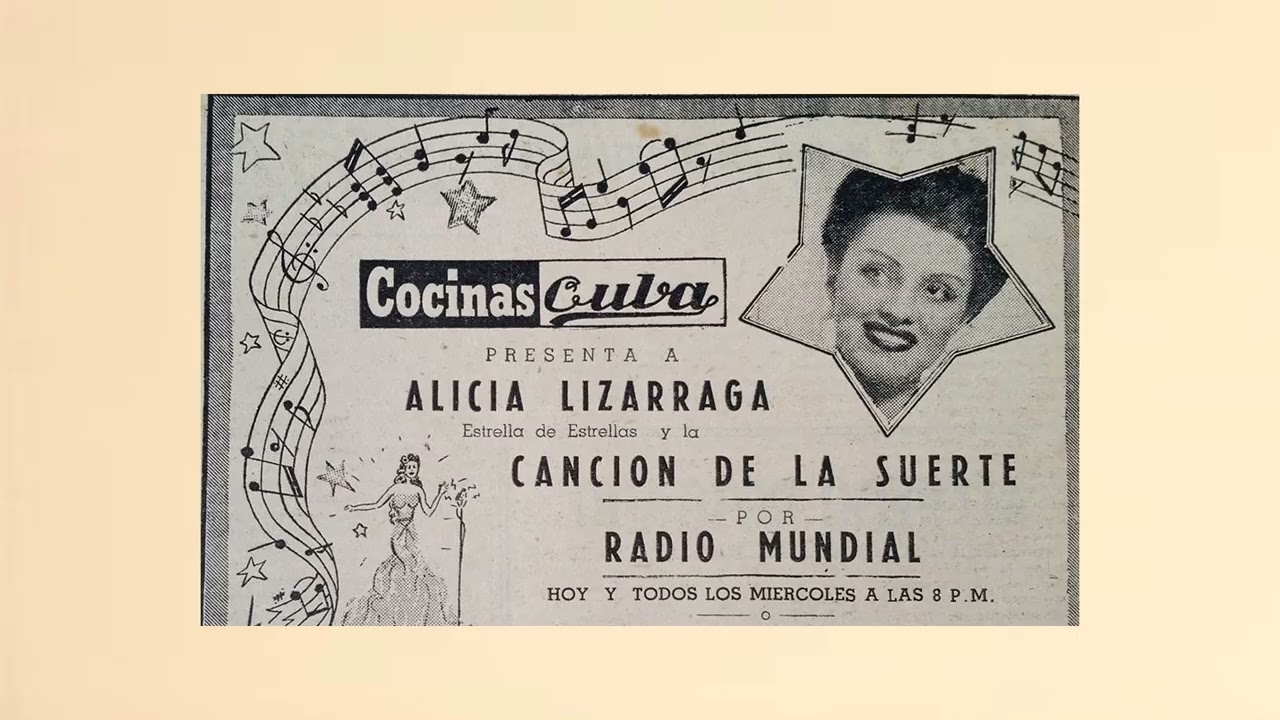 Cocinas Cuba
PRESENTA A
ALICIA LIZARRAGA
Estrella de Estrellas y la
CANCION DE LA SUERTE
—POR—
RADIO MUNDIAL
HOY Y TODOS LOS MIERCOLES A LAS 8 P.M.